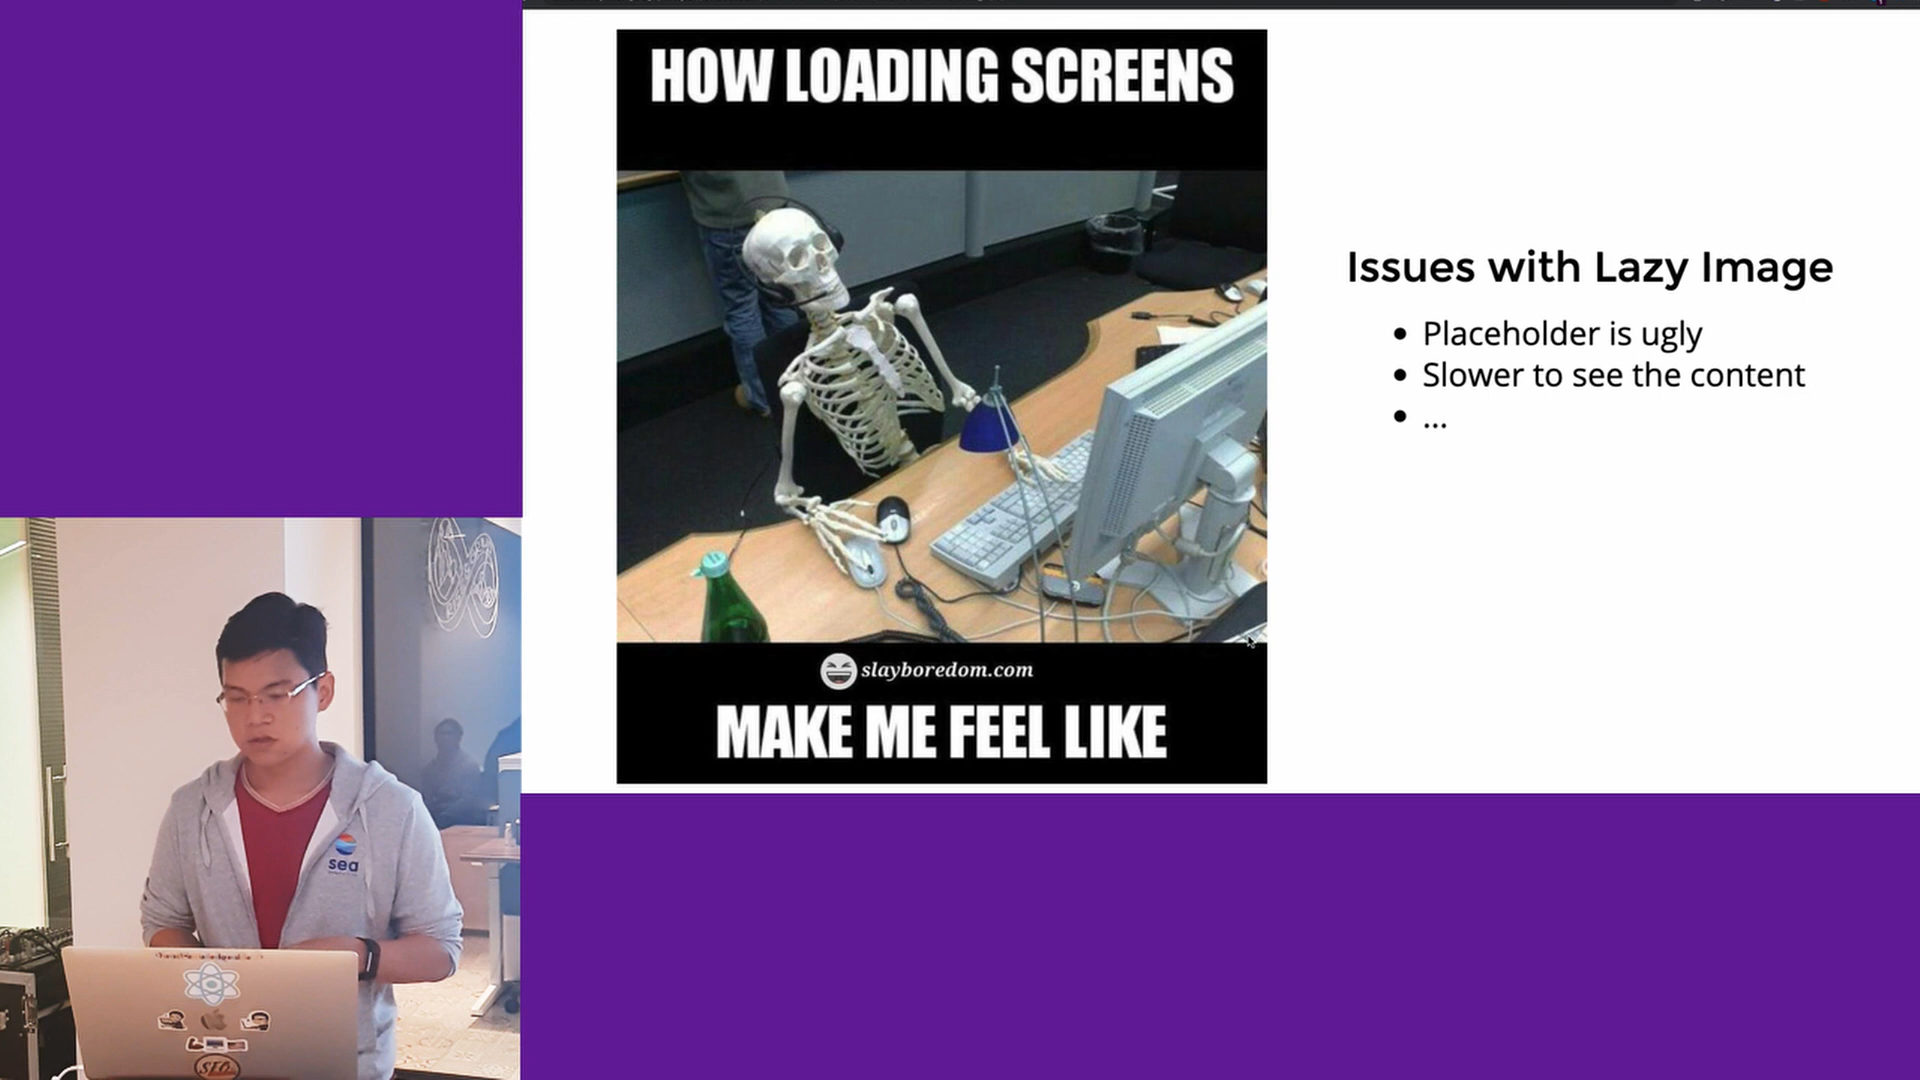 HOW LOADING SCREENS
slayboredom.com
MAKE ME FEEL LIKE
Issues with Lazy Image
• Placeholder is ugly
• Slower to see the content
• ...
sea
SFO